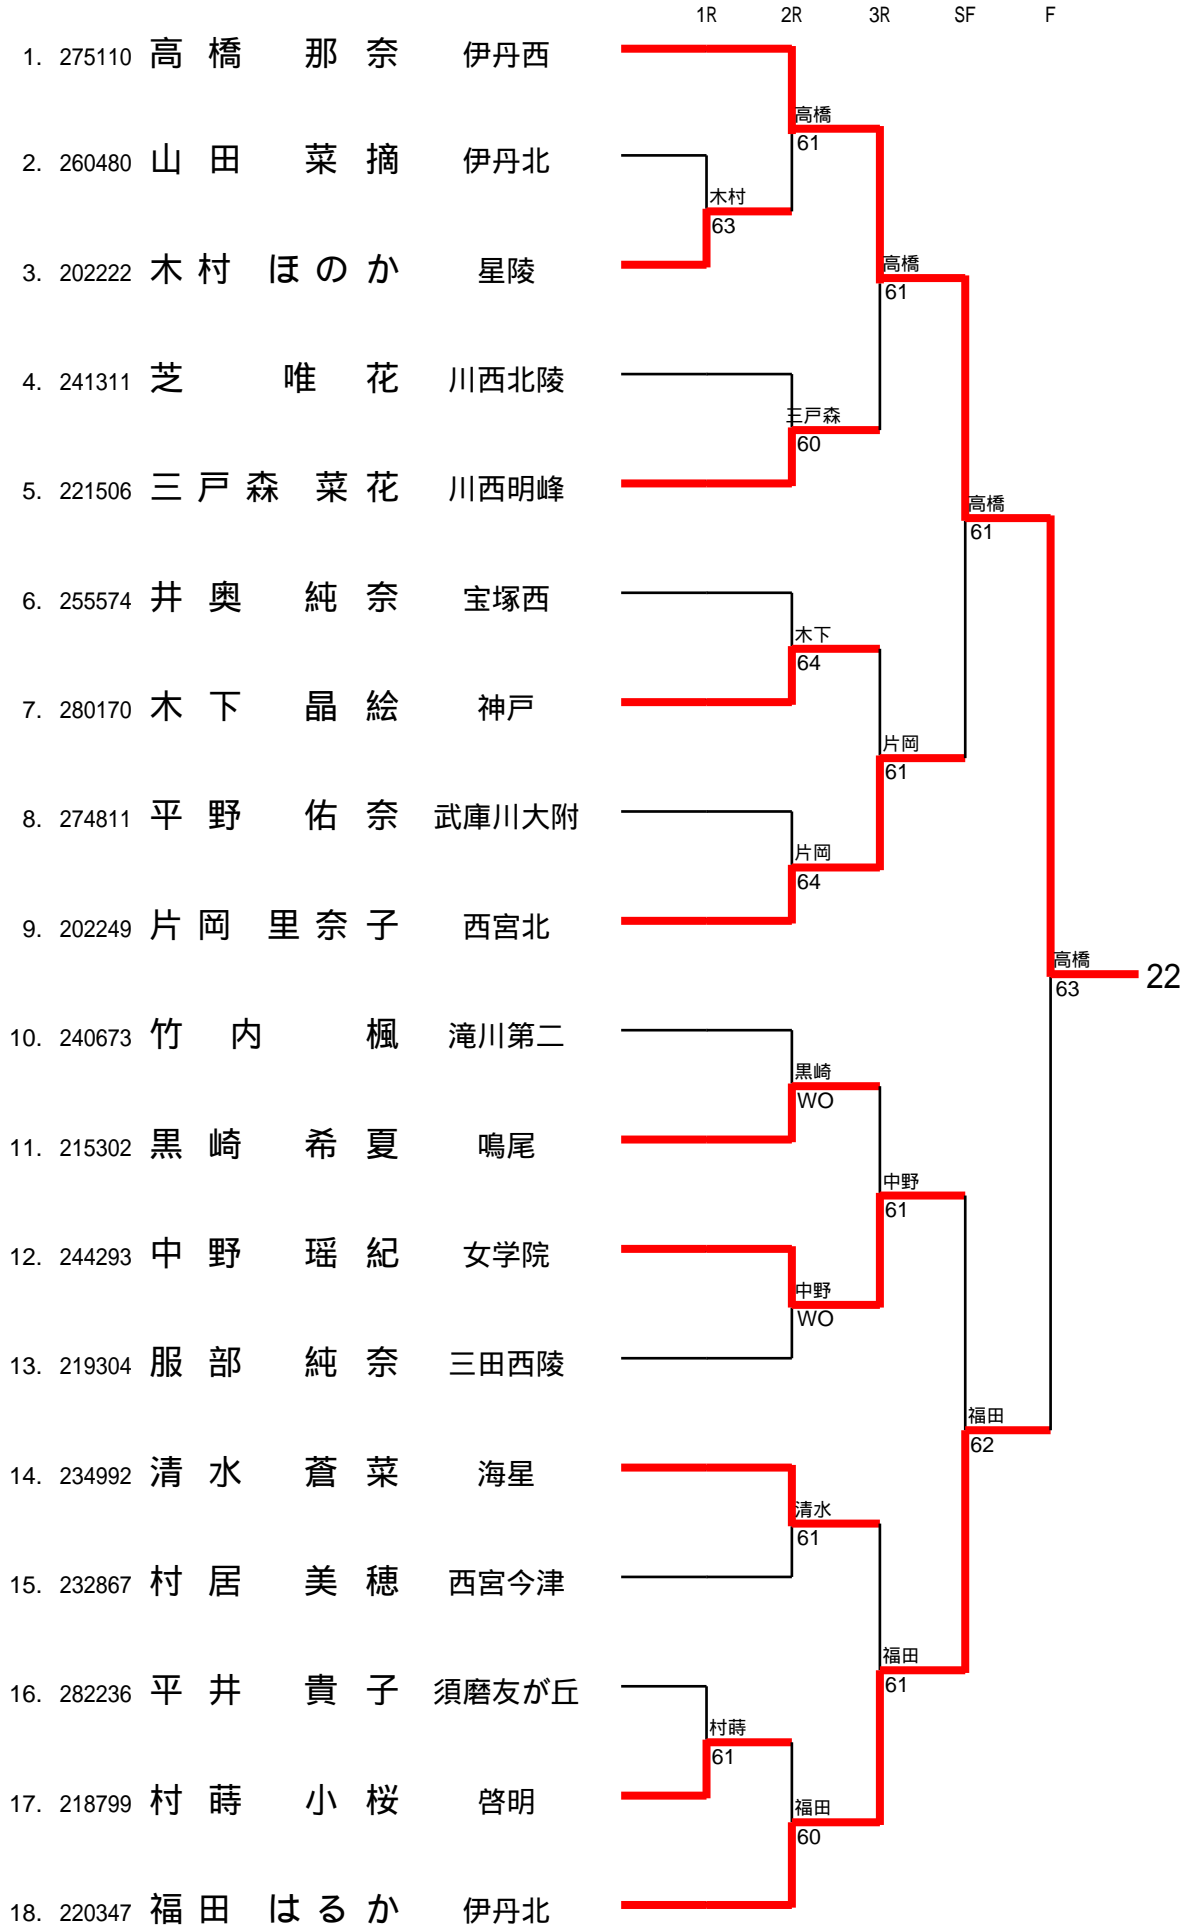 1R 2R 3R SF F
1. 275110 高橋 那奈 伊丹西
高橋
61
2. 260480 山田 菜摘 伊丹北
木村
63
3. 202222 木村 ほのか 星陵
高橋
61
4. 241311 芝 唯花 川西北陵
三戸森
60
5. 221506 三戸森 菜花 川西明峰
高橋
61
6. 255574 井奥 純奈 宝塚西
木下
64
7. 280170 木下 晶絵 神戸
片岡
61
8. 274811 平野 佑奈 武庫川大附
片岡
64
9. 202249 片岡 里奈子 西宮北
高橋
63
22
10. 240673 竹内 楓 滝川第二
黒崎
WO
11. 215302 黒崎 希夏 鳴尾
中野
61
12. 244293 中野 瑶紀 女学院
中野
WO
13. 219304 服部 純奈 三田西陵
福田
62
14. 234992 清水 蒼菜 海星
清水
61
15. 232867 村居 美穂 西宮今津
福田
61
16. 282236 平井 貴子 須磨友が丘
村蒔
61
17. 218799 村蒔 小桜 啓明
福田
60
18. 220347 福田 はるか 伊丹北